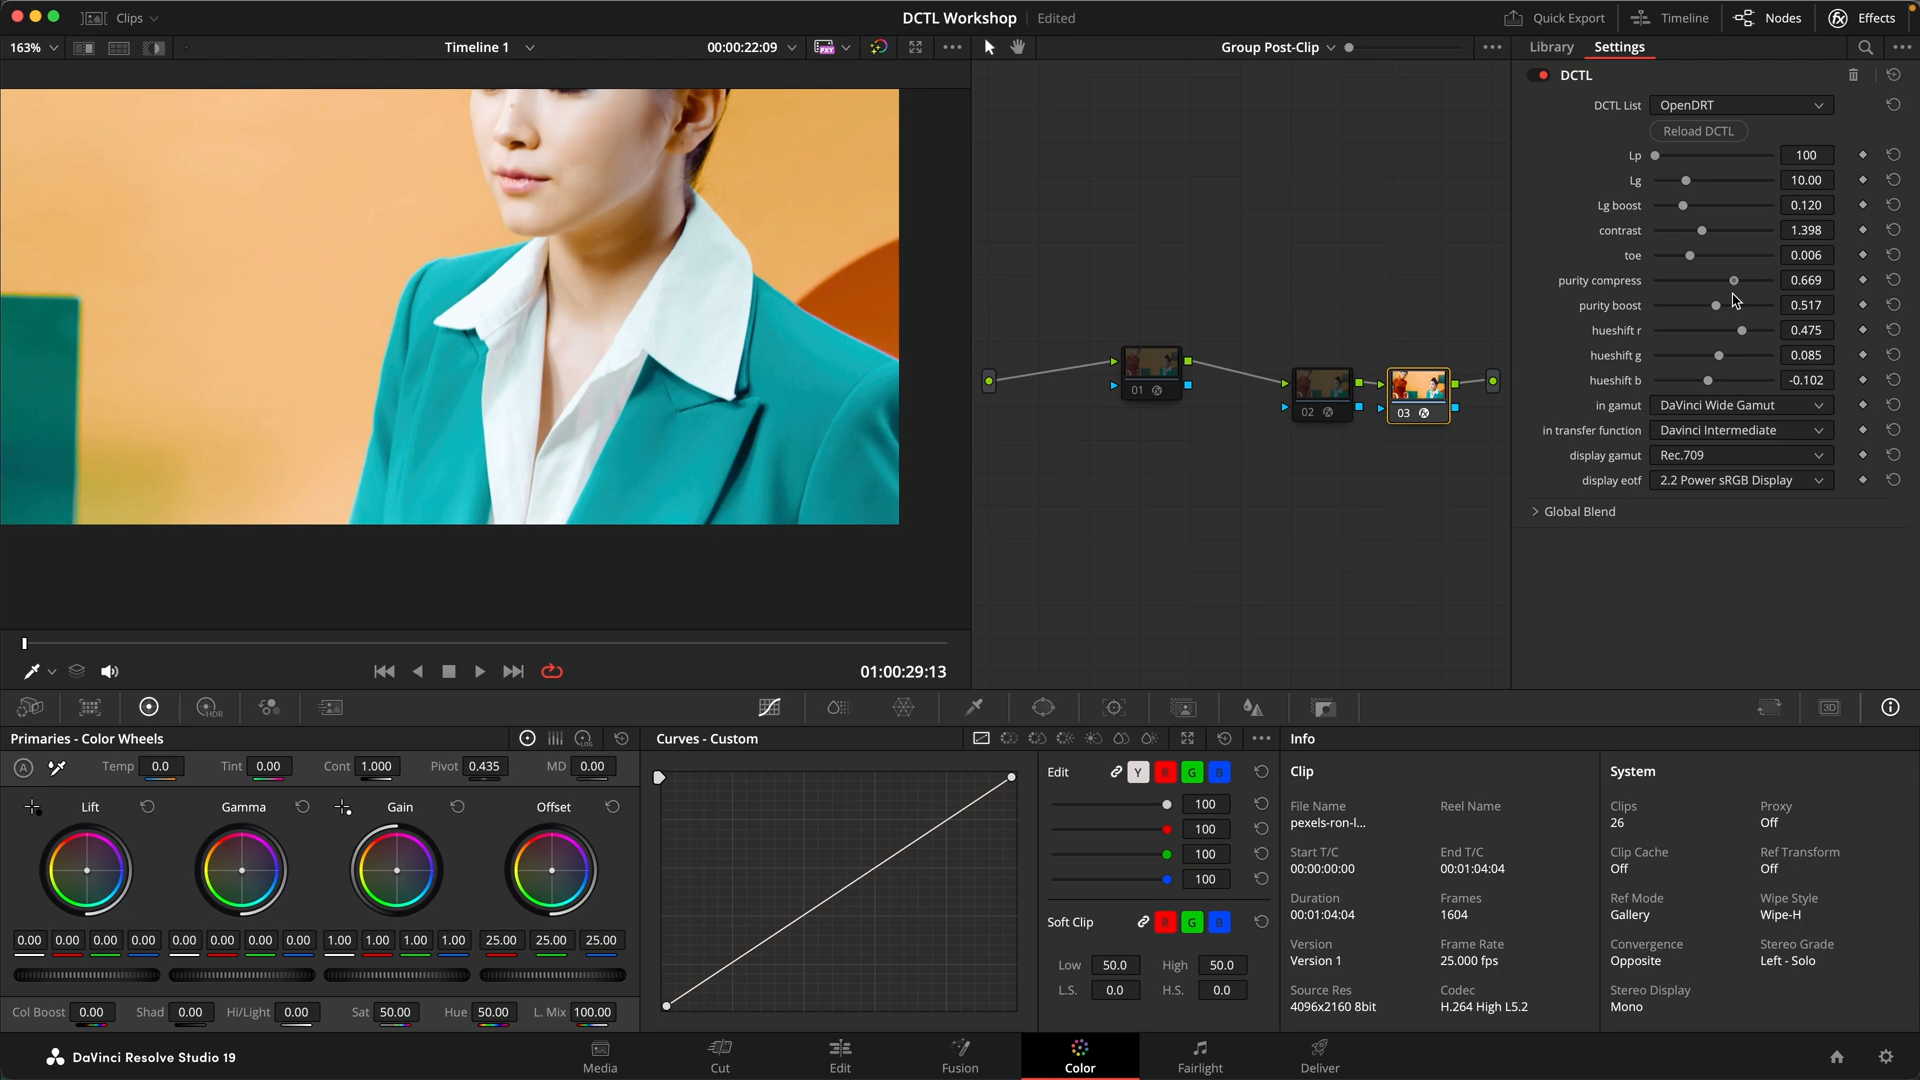 Clips
DCTL Workshop
Edited
Quick Export
Timeline
Nodes
Effects
163%
Timeline 1
00:00:22:09
PXY
Group Post-Clip
Library
Settings
DCTL
DCTL List
OpenDRT
Reload DCTL
Lp
100
Lg
10.00
Lg boost
0.120
contrast
1.398
toe
0.006
purity compress
0.669
purity boost
0.517
hueshift r
0.475
hueshift g
0.085
hueshift b
-0.102
in gamut
DaVinci Wide Gamut
in transfer function
Davinci Intermediate
display gamut
Rec.709
display eotf
2.2 Power sRGB Display
Global Blend
01
02
03
01:00:29:13
HDR
3D
Primaries - Color Wheels
LOG
Curves - Custom
Info
A
Temp
0.0
Tint
0.00
Cont
1.000
Pivot
0.435
MD
0.00
Lift
Gamma
Gain
Offset
0.00
0.00
0.00
0.00
0.00
0.00
0.00
0.00
1.00
1.00
1.00
1.00
25.00
25.00
25.00
Col Boost
0.00
Shad
0.00
Hi/Light
0.00
Sat
50.00
Hue
50.00
L. Mix
100.00
Edit
Y
R
G
B
100
100
100
100
Soft Clip
R
G
B
Low
50.0
High
50.0
L.S.
0.0
H.S.
0.0
Clip
File Name
Reel Name
pexels-ron-l...
Start T/C
End T/C
00:00:00:00
00:01:04:04
Duration
Frames
00:01:04:04
1604
Version
Frame Rate
Version 1
25.000 fps
Source Res
Codec
4096x2160 8bit
H.264 High L5.2
System
Clips
Proxy
26
Off
Clip Cache
Ref Transform
Off
Off
Ref Mode
Wipe Style
Gallery
Wipe-H
Convergence
Stereo Grade
Opposite
Left - Solo
Stereo Display
Mono
DaVinci Resolve Studio 19
Media
Cut
Edit
Fusion
Color
Fairlight
Deliver